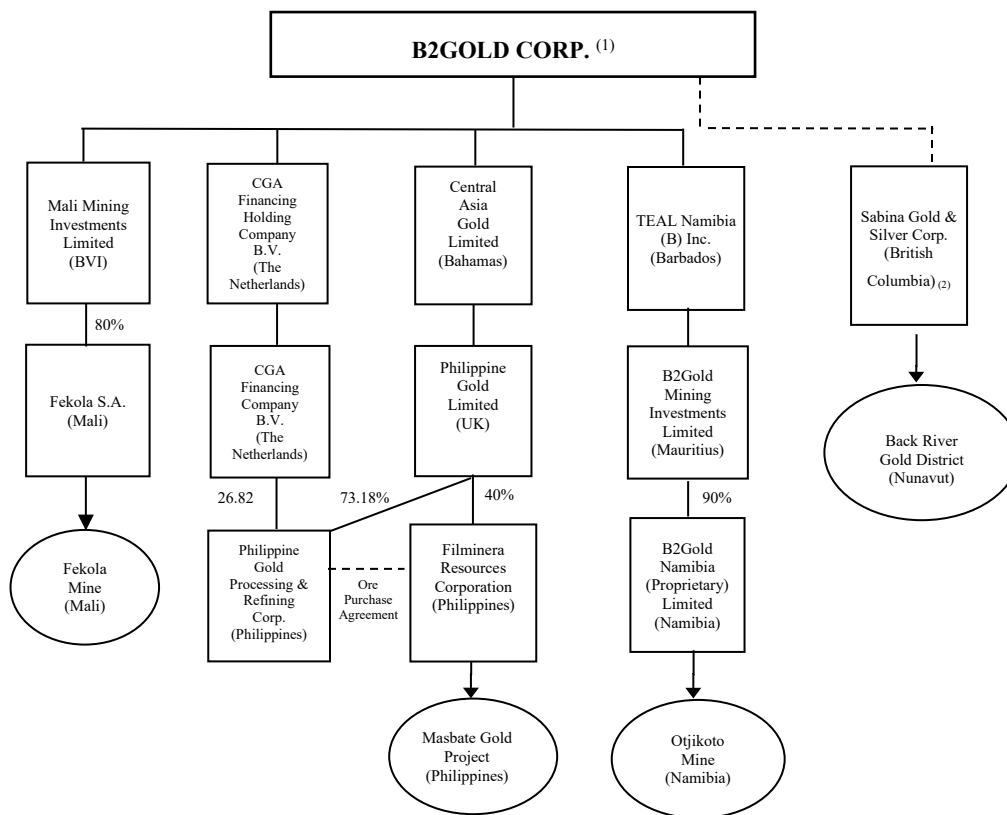 B2GOLD CORP. (1)
Mali Mining
Investments
Limited
(BVI)
CGA
Financing
Holding
Company
B.V.
(The
Netherlands)
Central
Asia
Gold
Limited
(Bahamas)
TEAL Namibia
(B) Inc.
(Barbados)
Sabina Gold &
Silver Corp.
(British
Columbia) (2)
80%
Fekola S.A.
(Mali)
CGA
Financing
Company
B.V.
(The
Netherlands)
Philippine
Gold
Limited
(UK)
B2Gold
Mining
Investments
Limited
(Mauritius)
Back River
Gold District
(Nunavut)
26.82
73.18%
40%
90%
Fekola
Mine
(Mali)
Philippine
Gold
Processing &
Refining
Corp.
(Philippines)
Ore
Purchase
Agreement
Filminera
Resources
Corporation
(Philippines)
B2Gold
Namibia
(Proprietary)
Limited
(Namibia)
Masbate Gold
Project
(Philippines)
Otjikoto
Mine
(Namibia)